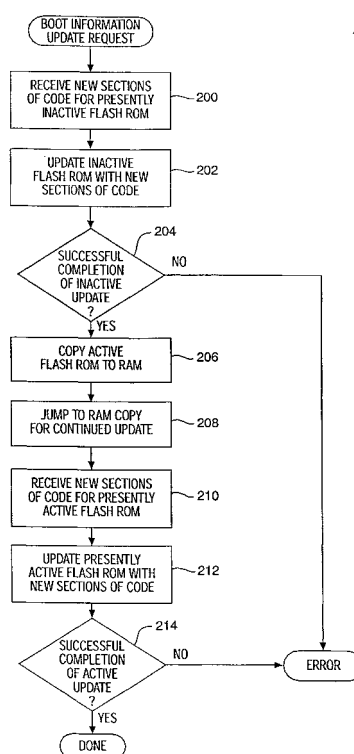 BOOT INFORMATION
UPDATE REQUEST
RECEIVE NEW SECTIONS
OF CODE FOR PRESENTLY
INACTIVE FLASH ROM
200
UPDATE INACTIVE
FLASH ROM WITH NEW
SECTIONS OF CODE
202
204
SUCCESSFUL
COMPLETION
OF INACTIVE
UPDATE
?
NO
YES
COPY ACTIVE
FLASH ROM TO RAM
206
JUMP TO RAM COPY
FOR CONTINUED UPDATE
208
RECEIVE NEW SECTIONS
OF CODE FOR PRESENTLY
ACTIVE FLASH ROM
210
UPDATE PRESENTLY
ACTIVE FLASH ROM WITH
NEW SECTIONS OF CODE
212
214
SUCCESSFUL
COMPLETION
OF ACTIVE
UPDATE
?
NO
ERROR
YES
DONE